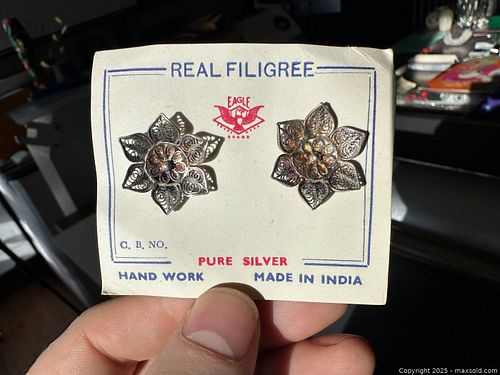 REAL FILIGREE
EAGLE
C. B. NO.
PURE SILVER
HAND WORK MADE IN INDIA
Copyright 2025 - maxsold.com